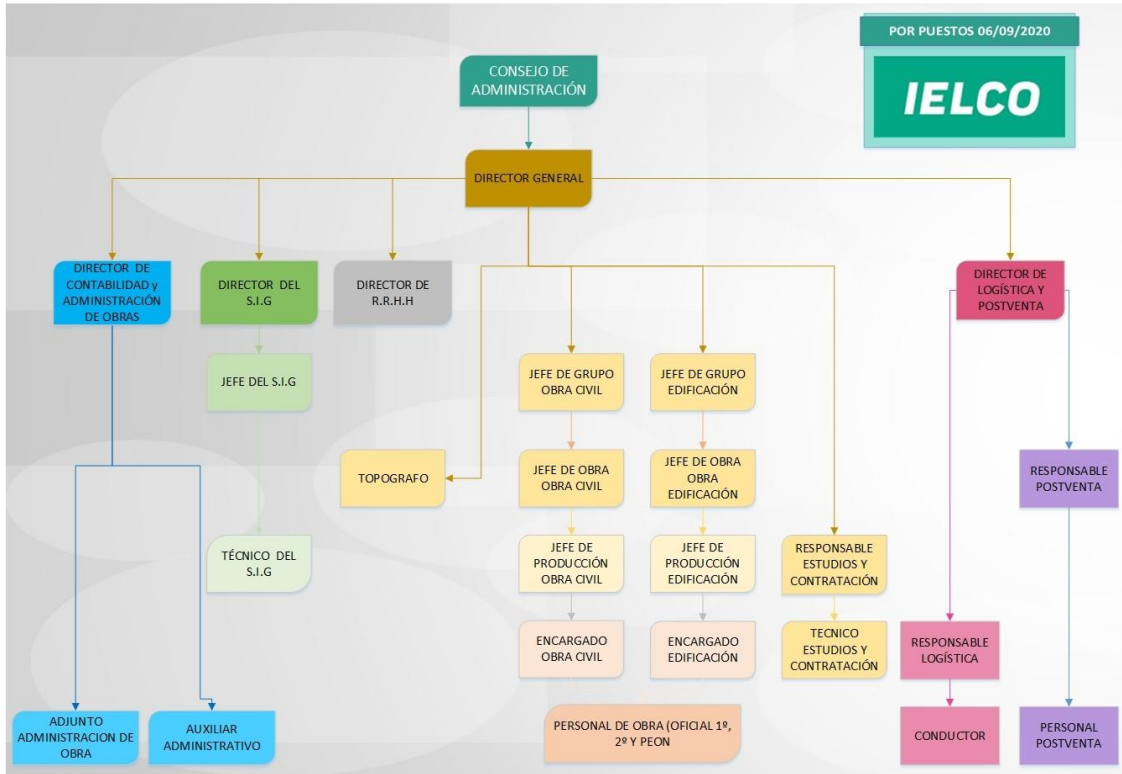 POR PUESTOS 06/09/2020
IELCO
CONSEJO DE
ADMINISTRACIÓN
DIRECTOR GENERAL
DIRECTOR DE
CONTABILIDAD y
ADMINISTRACIÓN
DE OBRAS
DIRECTOR DEL
S.I.G
DIRECTOR DE
R.R.H.H
DIRECTOR DE
LOGÍSTICA Y
POSTVENTA
JEFE DEL S.I.G
JEFE DE GRUPO
OBRA CIVIL
JEFE DE GRUPO
EDIFICACIÓN
TOPOGRAFO
JEFE DE OBRA
OBRA CIVIL
JEFE DE OBRA
OBRA
EDIFICACIÓN
RESPONSABLE
POSTVENTA
TÉCNICO DEL
S.I.G
JEFE DE
PRODUCCIÓN
OBRA CIVIL
JEFE DE
PRODUCCIÓN
EDIFICACIÓN
RESPONSABLE
ESTUDIOS Y
CONTRATACIÓN
ENCARGADO
OBRA CIVIL
ENCARGADO
EDIFICACIÓN
TECNICO
ESTUDIOS Y
CONTRATACIÓN
RESPONSABLE
LOGÍSTICA
ADJUNTO
ADMINISTRACION DE
OBRA
AUXILIAR
ADMINISTRATIVO
PERSONAL DE OBRA (OFICIAL 1º,
2º Y PEON
CONDUCTOR
PERSONAL
POSTVENTA